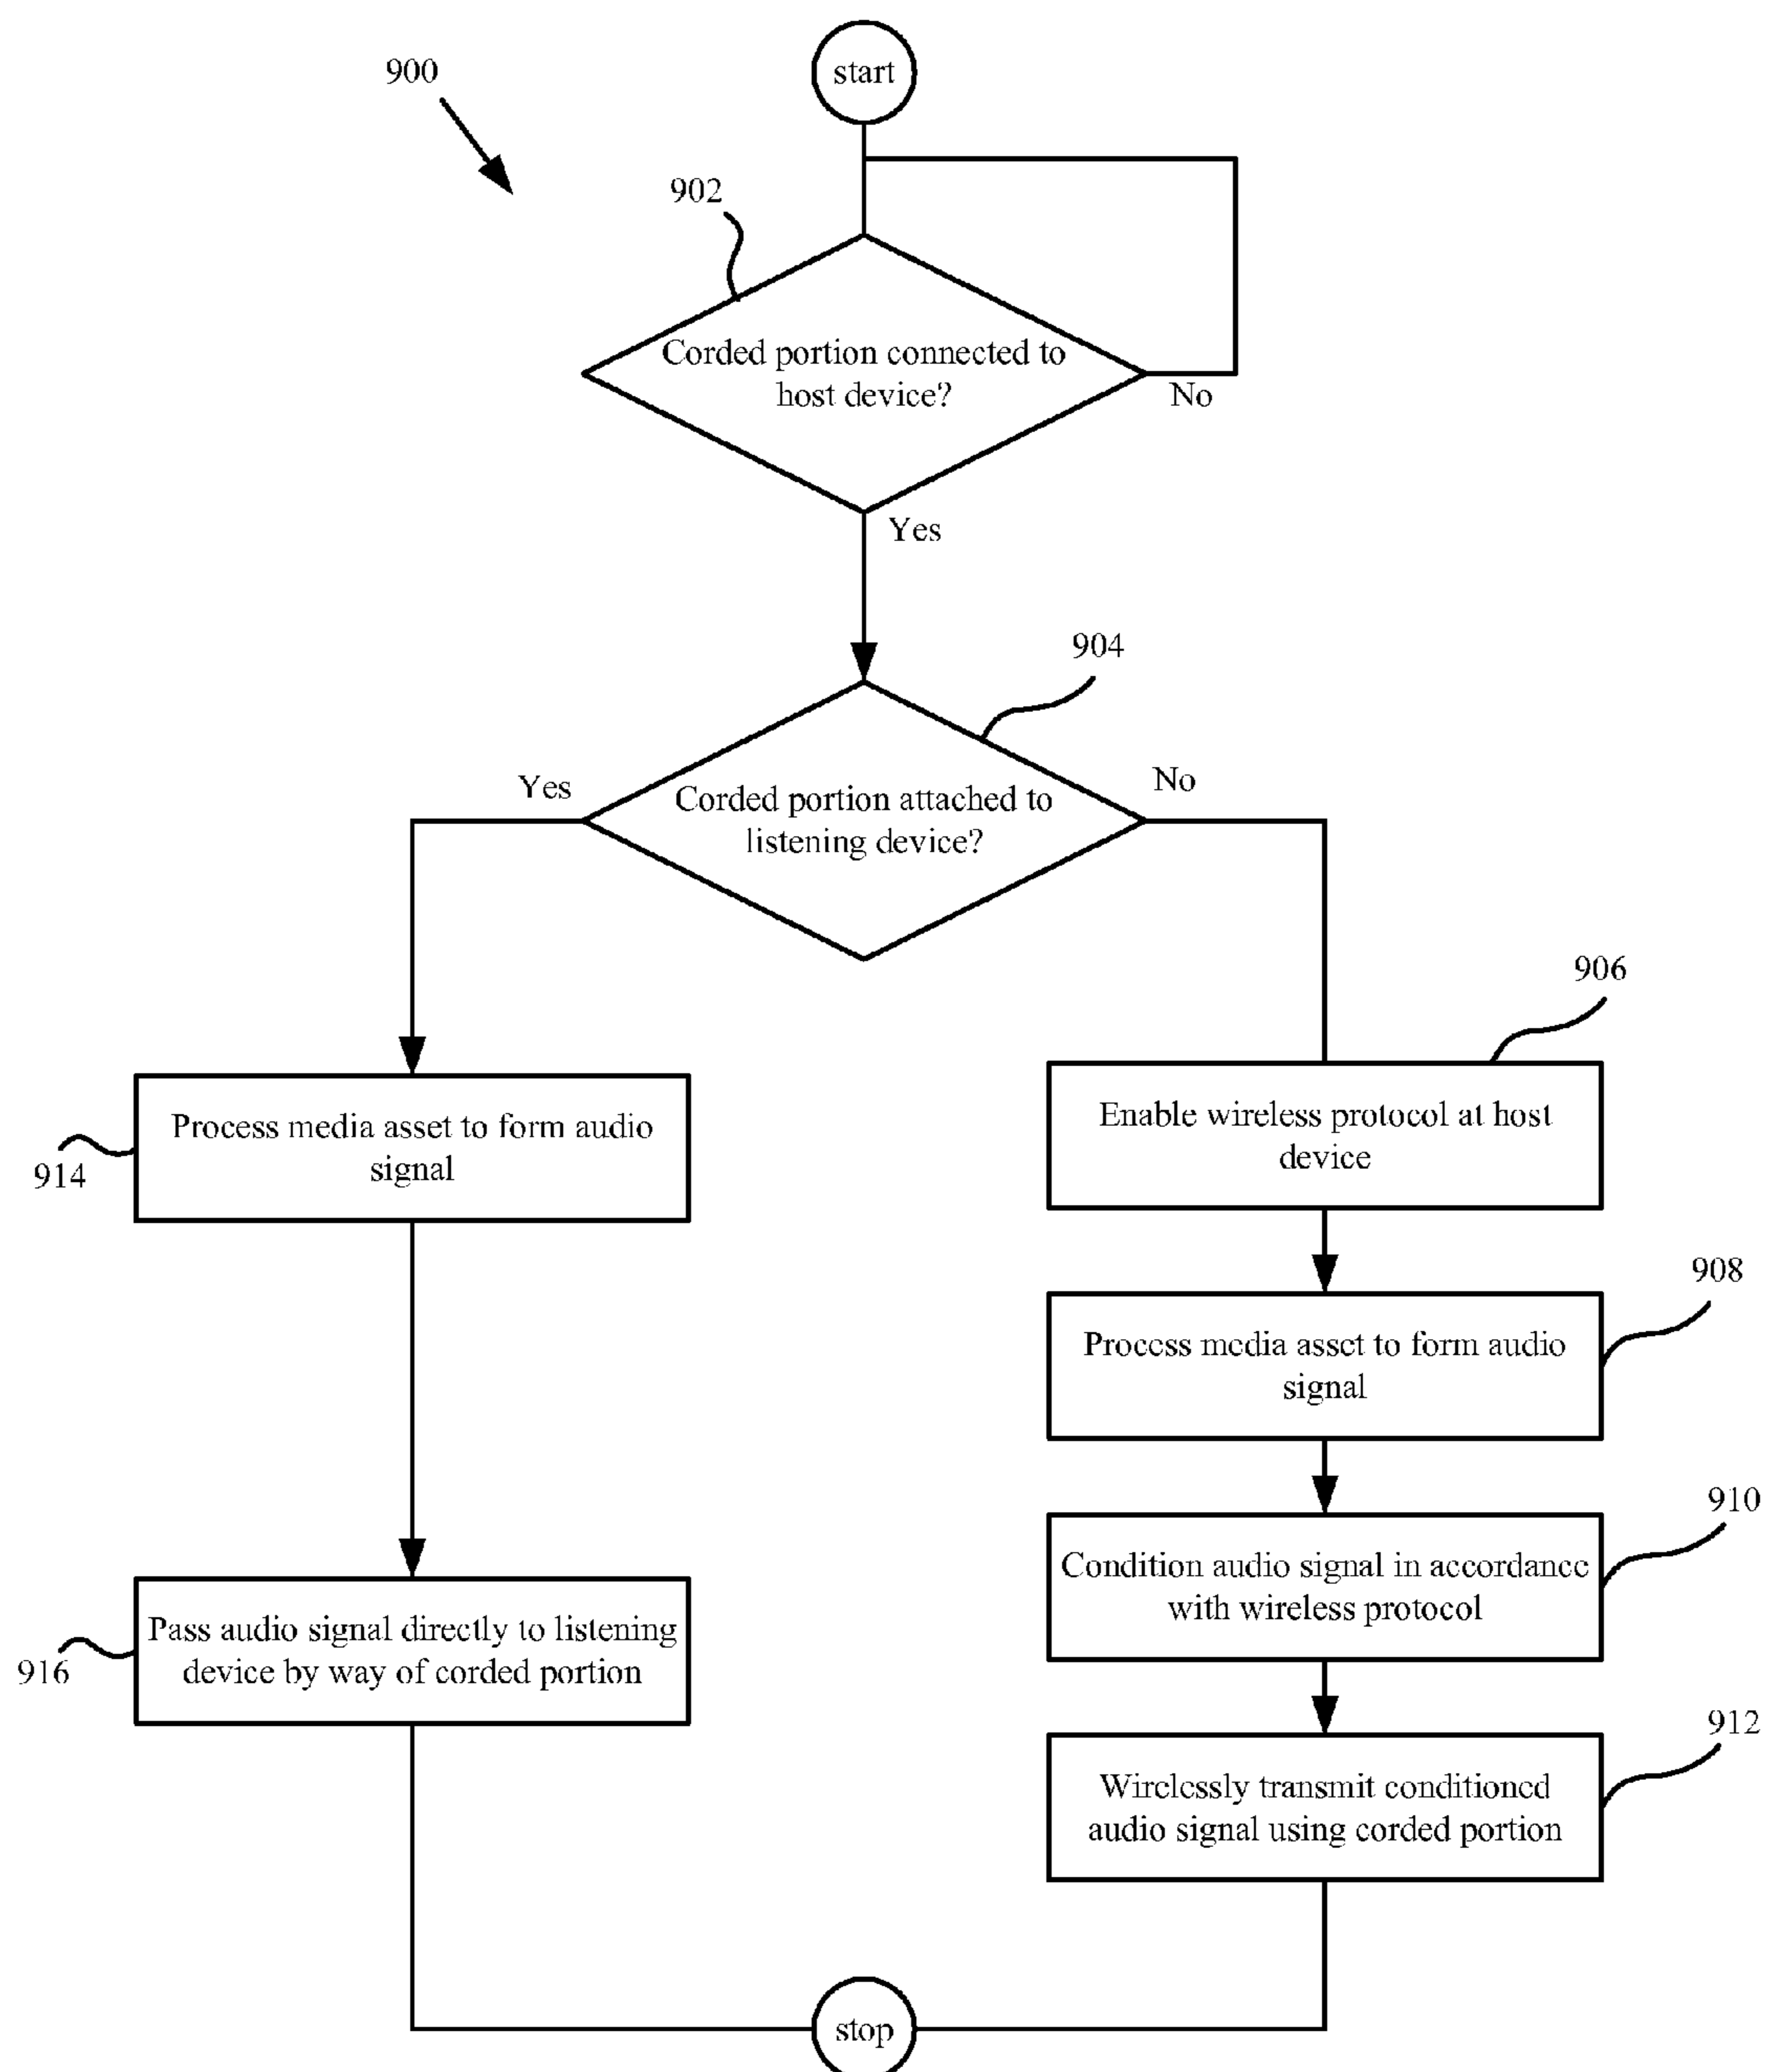 start
900
902
Corded portion connected to
host device?
No
Yes
904
Yes
No
Corded portion attached to
listening device?
906
Process media asset to form audio
signal
914
Enable wireless protocol at host
device
908
Process media asset to form audio
signal
910
Condition audio signal in accordance
with wireless protocol
Pass audio signal directly to listening
device by way of corded portion
916
912
Wirelessly transmit conditioned
audio signal using corded portion
stop